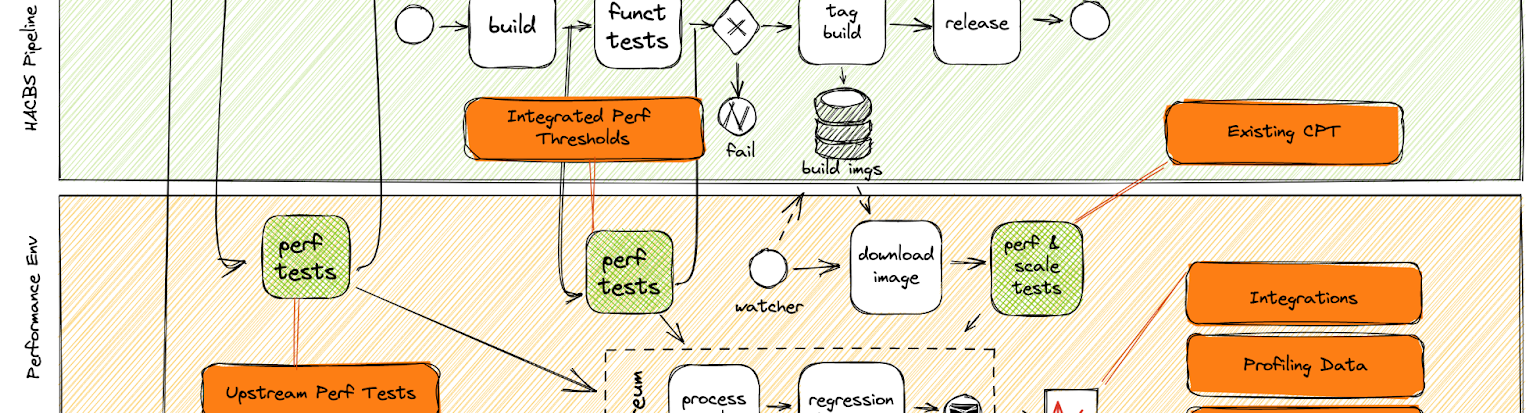 HACBS Pipeline
build
funct
tests
tag
build
release
Integrated Perf
Thresholds
fail
build imgs
Existing CPT
Performance Env
perf
tests
perf
tests
watcher
download
image
perf &
scale
tests
Integrations
Profiling Data
Upstream Perf Tests
process
regression